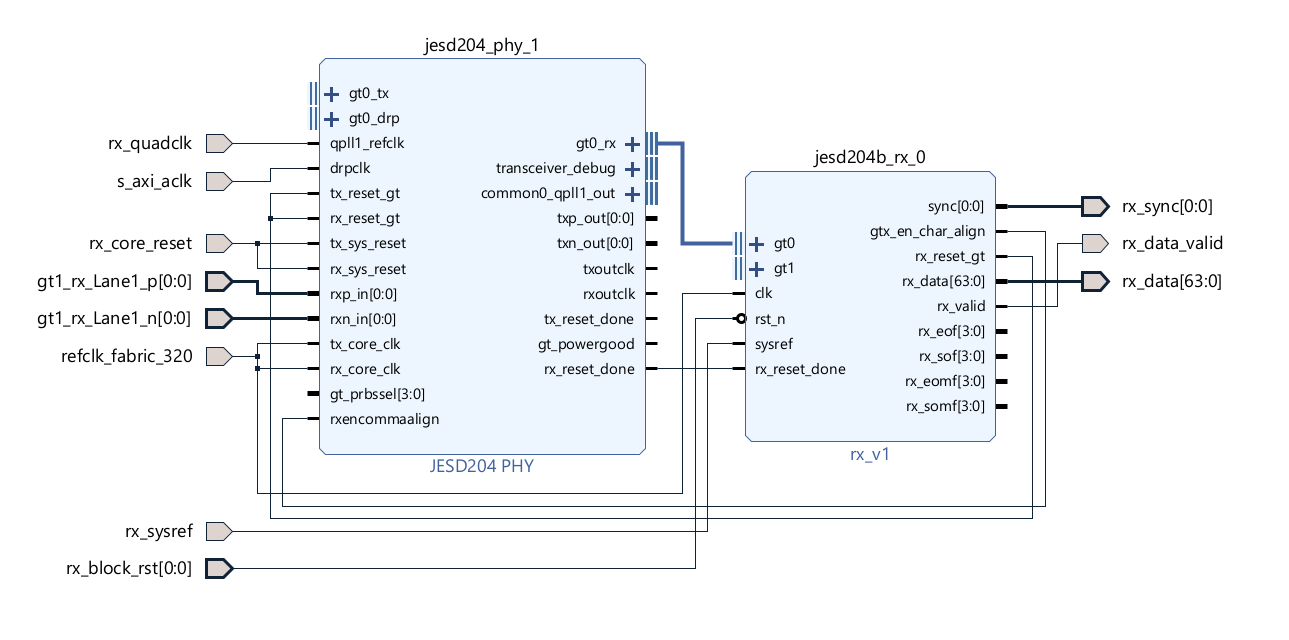 jesd204_phy_1
gt0_tx
gt0_drp
qpll1_refclk
drpclk
tx_reset_gt
rx_reset_gt
tx_sys_reset
rx_sys_reset
rxp_in[0:0]
rxn_in[0:0]
tx_core_clk
rx_core_clk
gt_prbssel[3:0]
rxencommaalign
gt0_rx
transceiver_debug
common0_qpll1_out
txp_out[0:0]
txn_out[0:0]
txoutclk
rxoutclk
tx_reset_done
gt_powergood
rx_reset_done
JESD204 PHY
rx_quadclk
s_axi_aclk
rx_core_reset
gt1_rx_Lane1_p[0:0]
gt1_rx_Lane1_n[0:0]
refclk_fabric_320
rx_sysref
rx_block_rst[0:0]
jesd204b_rx_0
gt0
gt1
clk
rst_n
sysref
rx_reset_done
sync[0:0]
gtx_en_char_align
rx_reset_gt
rx_data[63:0]
rx_valid
rx_eof[3:0]
rx_sof[3:0]
rx_eomf[3:0]
rx_somf[3:0]
rx_v1
rx_sync[0:0]
rx_data_valid
rx_data[63:0]